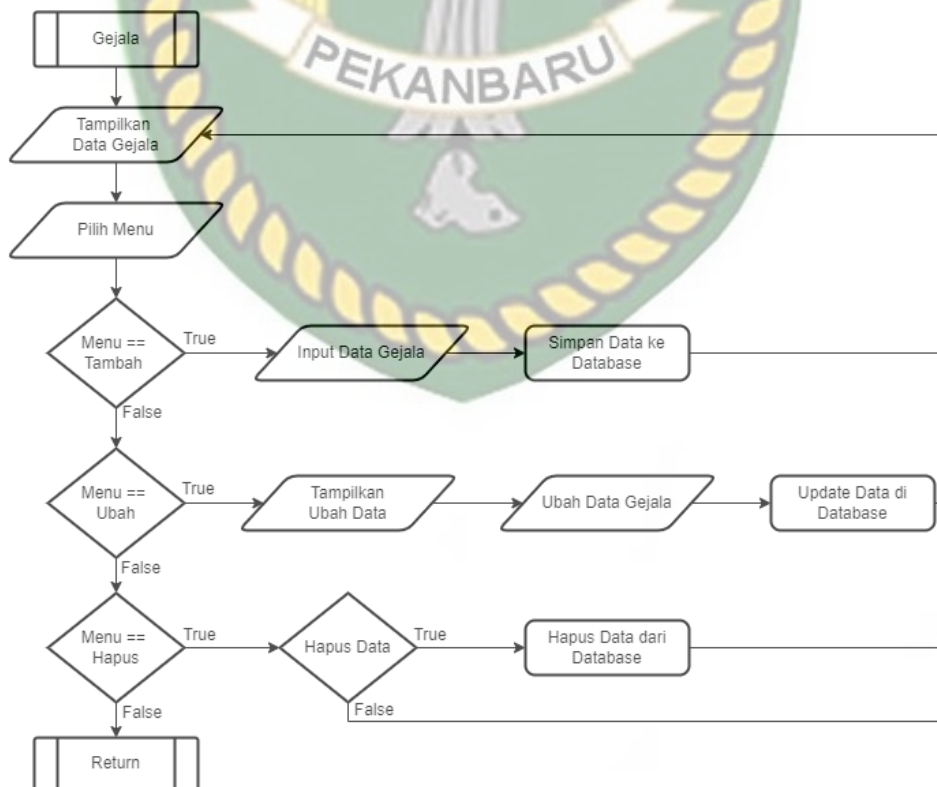 PEKANBARU
Gejala
Tampilkan
Data Gejala
Pilih Menu
Menu ==
Tambah
True
Input Data Gejala
Simpan Data ke
Database
False
Menu ==
Ubah
True
Tampilkan
Ubah Data
Ubah Data Gejala
Update Data di
Database
False
Menu ==
Hapus
True
Hapus Data
True
Hapus Data dari
Database
False
False
Return